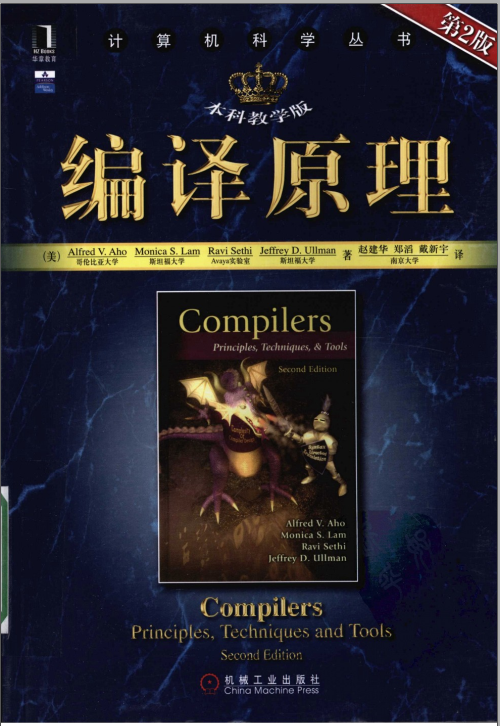 HZ Books
华章教育
PEARSON
计算机科学丛书
第2版
本科教学版
编译原理
(美) Alfred V. Aho Monica S. Lam Ravi Sethi Jeffrey D. Ullman 著 赵建华 郑滔 戴新宇 译
哥伦比亚大学 斯坦福大学 Avaya实验室 斯坦福大学 南京大学
Compilers
Principles, Techniques, & Tools
Second Edition
Alfred V. Aho
Monica S. Lam
Ravi Sethi
Jeffrey D. Ullman
Compilers
Principles, Techniques and Tools
Second Edition
机械工业出版社
China Machine Press